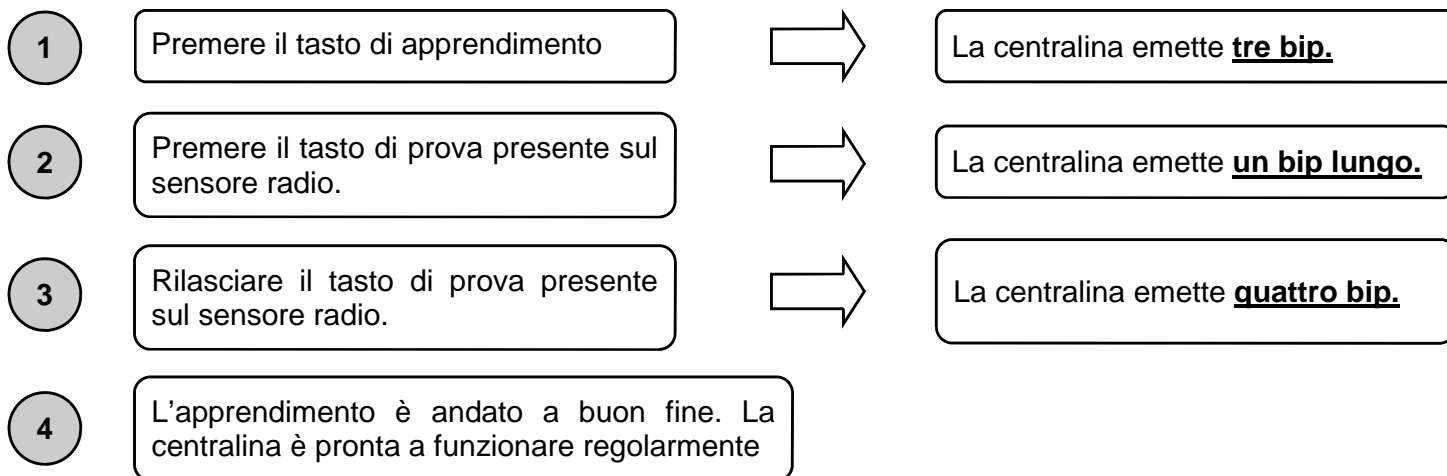 1
Premere il tasto di apprendimento
La centralina emette tre bip.
2
Premere il tasto di prova presente sul
sensore radio.
La centralina emette un bip lungo.
3
Rilasciare il tasto di prova presente
sul sensore radio.
La centralina emette quattro bip.
4
L'apprendimento è andato a buon fine. La
centralina è pronta a funzionare regolarmente